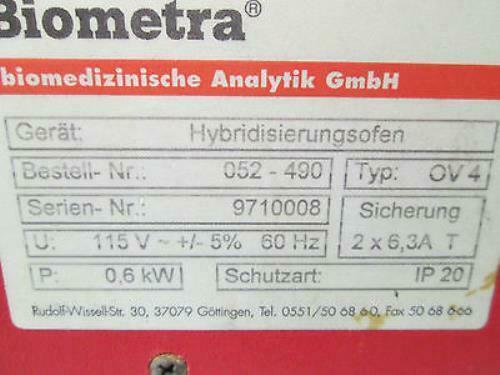 Biometra®
biomedizinische Analytik GmbH
Gerät: Hybridisierungsofen
Bestell- Nr.: 052 - 490 Typ: OV 4
Serien- Nr.: 9710008 Sicherung
U: 115 V ~ +/- 5% 60 Hz 2 x 6,3A T
P: 0,6 kW Schutzart: IP 20
Rudolf-Wissell-Str. 30, 37079 Göttingen, Tel. 0551/50 68 60, Fax 50 68 666